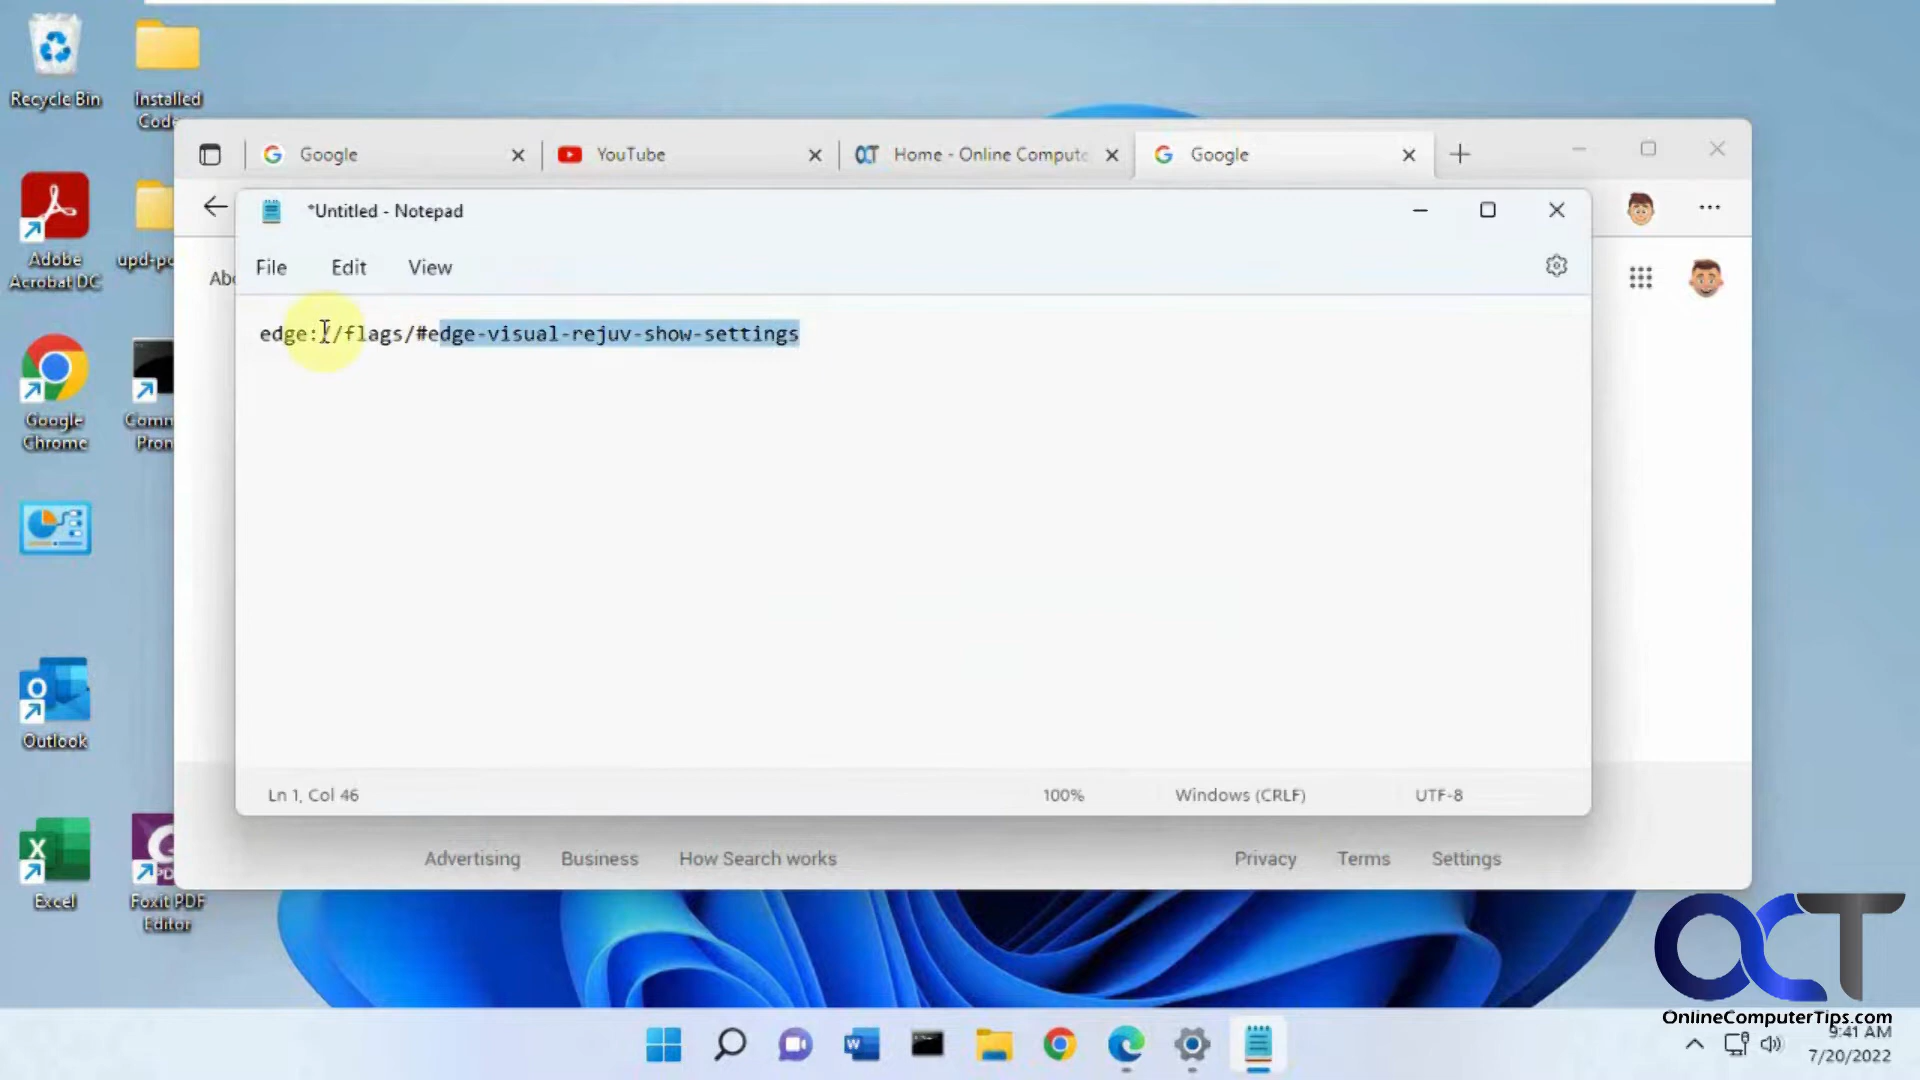 Recycle Bin
Installed
Code
Google
YouTube
Home - Online Compute
Google
*Untitled - Notepad
File
Edit
View
edge://flags/#edge-visual-rejuv-show-settings
Adobe
Acrobat DC
Google
Chrome
Outlook
Excel
Foxit PDF
Editor
Ln 1, Col 46
100%
Windows (CRLF)
UTF-8
Advertising
Business
How Search works
Privacy
Terms
Settings
OCT
OnlineComputerTips.com
9:41 AM
7/20/2022